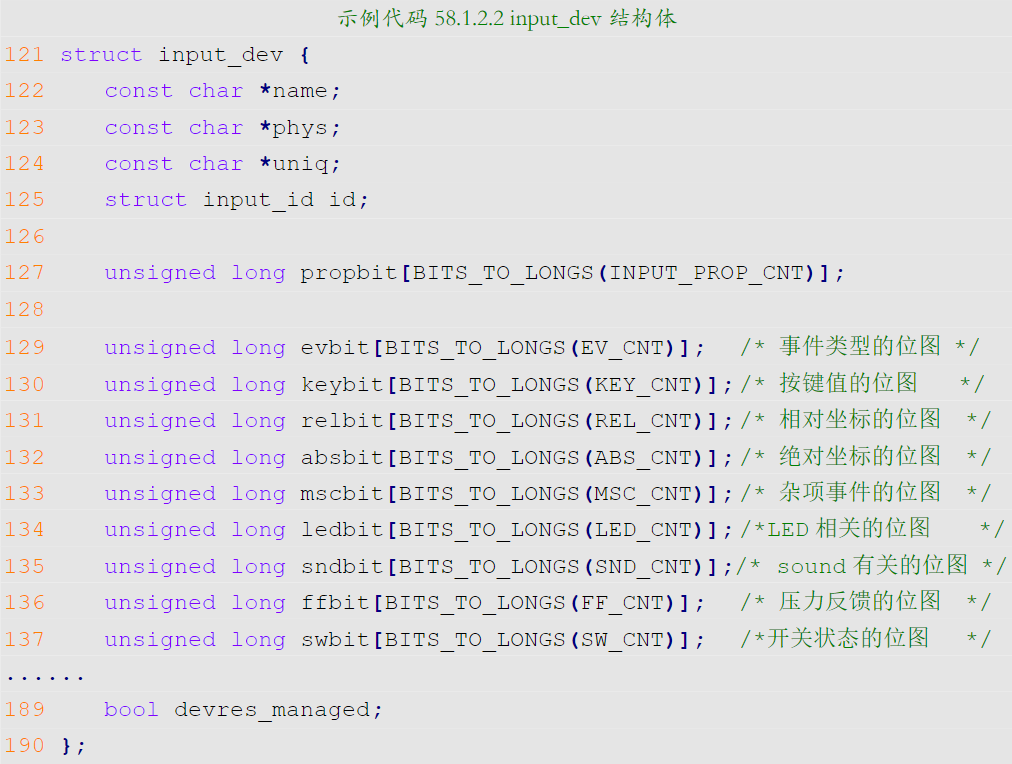 示例代码 58.1.2.2 input_dev 结构体
121 struct input_dev {
122     const char *name;
123     const char *phys;
124     const char *uniq;
125     struct input_id id;
126
127     unsigned long propbit[BITS_TO_LONGS(INPUT_PROP_CNT)];
128
129     unsigned long evbit[BITS_TO_LONGS(EV_CNT)];  /* 事件类型的位图 */
130     unsigned long keybit[BITS_TO_LONGS(KEY_CNT)];/* 按键值的位图   */
131     unsigned long relbit[BITS_TO_LONGS(REL_CNT)];/* 相对坐标的位图  */
132     unsigned long absbit[BITS_TO_LONGS(ABS_CNT)];/* 绝对坐标的位图  */
133     unsigned long mscbit[BITS_TO_LONGS(MSC_CNT)];/* 杂项事件的位图  */
134     unsigned long ledbit[BITS_TO_LONGS(LED_CNT)];/*LED 相关的位图   */
135     unsigned long sndbit[BITS_TO_LONGS(SND_CNT)];/* sound 有关的位图 */
136     unsigned long ffbit[BITS_TO_LONGS(FF_CNT)];  /* 压力反馈的位图  */
137     unsigned long swbit[BITS_TO_LONGS(SW_CNT)];  /*开关状态的位图  */
......
189     bool devres_managed;
190 };